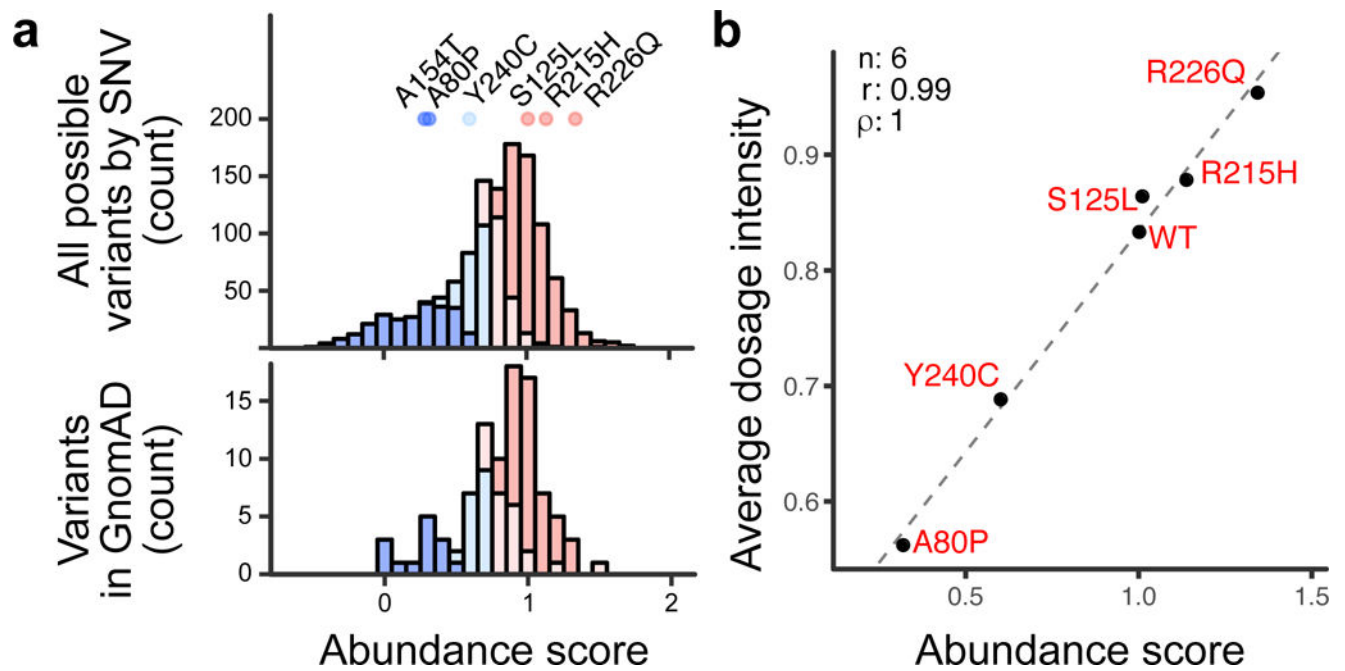 a
All possible
variants by SNV
(count)
A154T
A80P
Y240C
S125L
R215H
R226Q
200
150
100
50
Variants
in GnomAD
(count)
15
10
5
0
0
1
2
Abundance score
b
n: 6
r: 0.99
ρ: 1
Average dosage intensity
0.9
0.8
0.7
0.6
R226Q
R215H
S125L
WT
Y240C
A80P
0.5
1.0
1.5
Abundance score